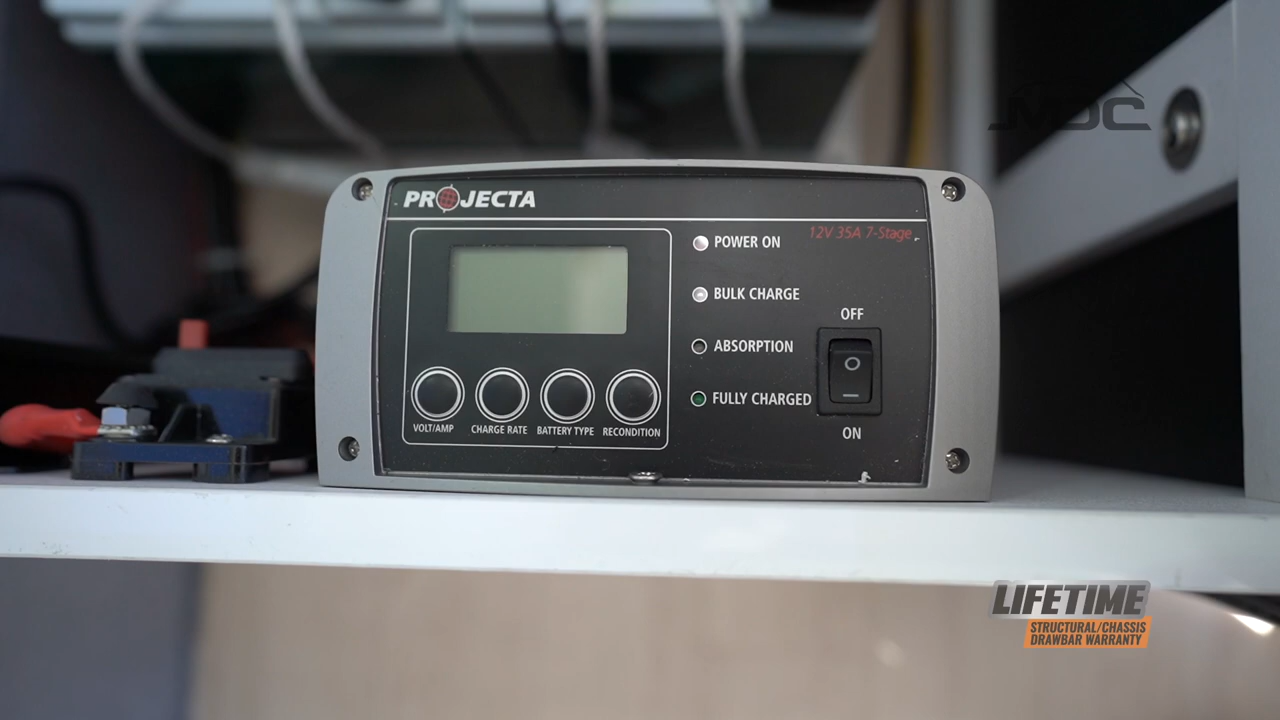 MDC
PROJECTA
12V 35A 7-Stage
POWER ON
BULK CHARGE
ABSORPTION
FULLY CHARGED
OFF
ON
VOLT/AMP
CHARGE RATE
BATTERY TYPE
RECONDITION
LIFETIME
STRUCTURAL/CHASSIS
DRAWBAR WARRANTY